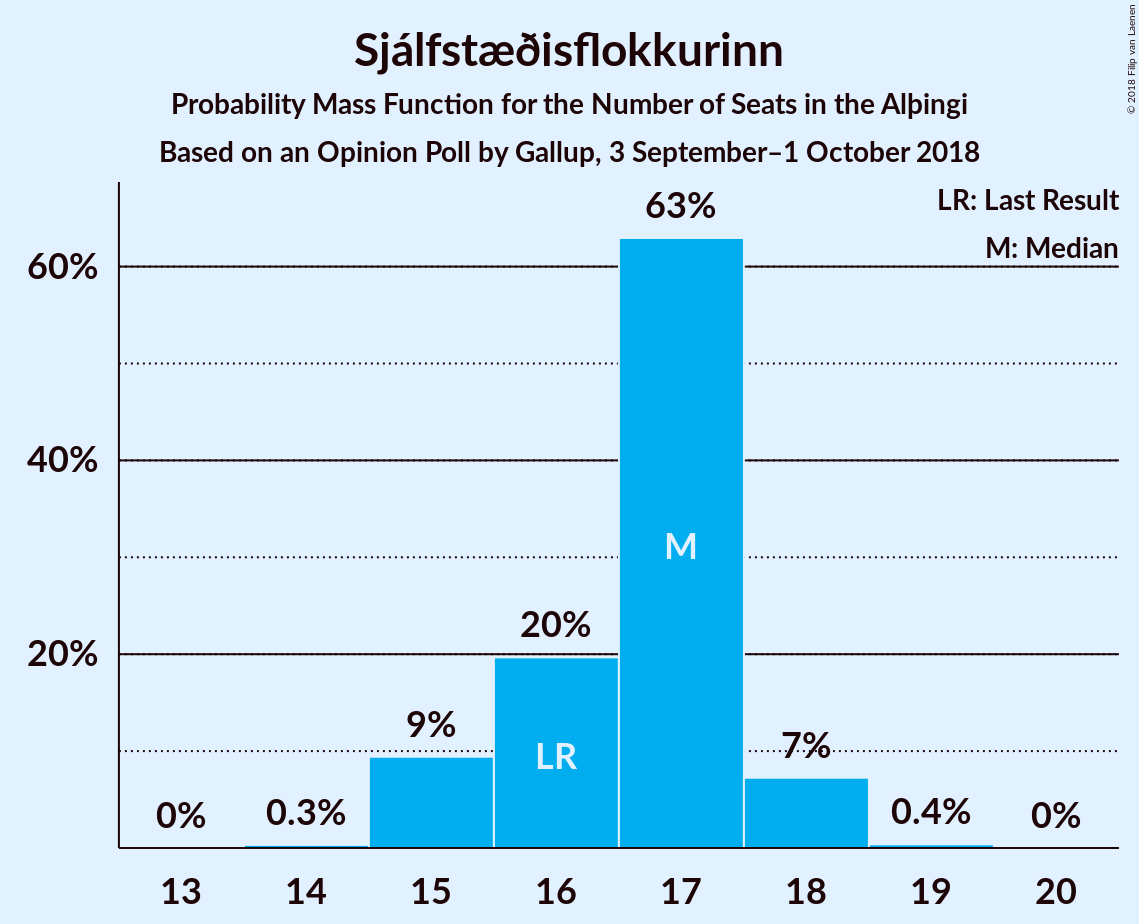 Sjálfstæðisflokkurinn
Probability Mass Function for the Number of Seats in the Alþingi
Based on an Opinion Poll by Gallup, 3 September–1 October 2018
© 2018 Filip van Laenen
LR: Last Result
M: Median
60%
40%
20%
0%
0.3%
9%
20%
63%
7%
0.4%
0%
LR
M
13
14
15
16
17
18
19
20